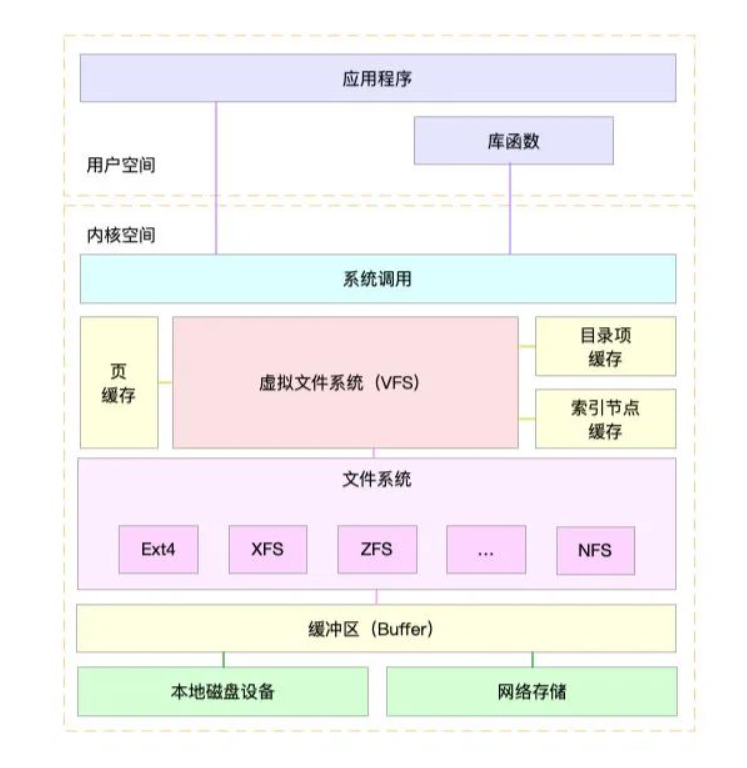 应用程序
库函数
用户空间
内核空间
系统调用
页
缓存
虚拟文件系统（VFS）
目录项
缓存
索引节点
缓存
文件系统
Ext4
XFS
ZFS
...
NFS
缓冲区（Buffer）
本地磁盘设备
网络存储